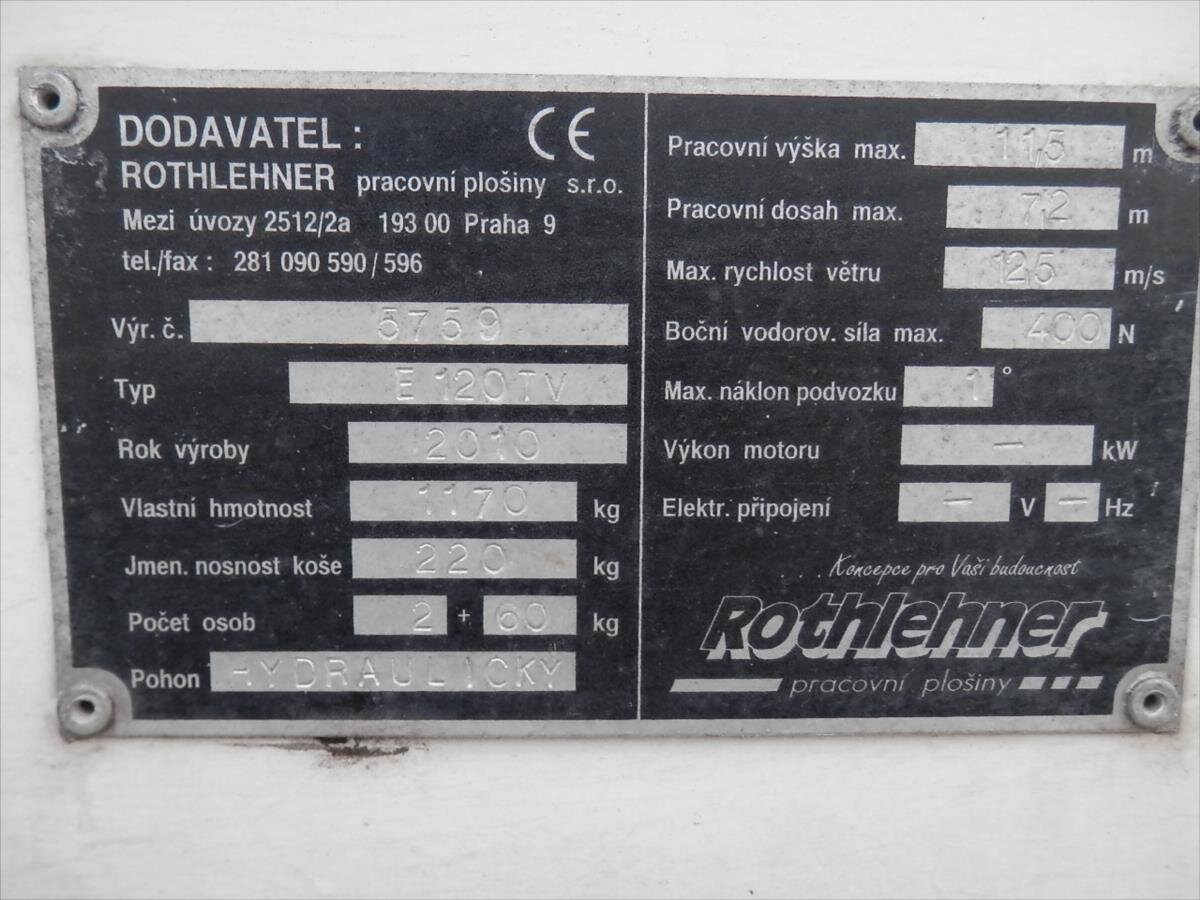 DODAVATEL : CE
ROTHLEHNER pracovní plošiny s.r.o.
Mezi úvozy 2512/2a 193 00 Praha 9
tel./fax : 281 090 590 / 596
Výr. č. 5759
Typ E 120TV
Rok výroby 2010
Vlastní hmotnost 1170 kg
Jmen. nosnost koše 220 kg
Počet osob 2 + 60 kg
Pohon HYDRAULICKY
Pracovní výška max. 11,5 m
Pracovní dosah max. 7,2 m
Max. rychlost větru 12,5 m/s
Boční vodorov. síla max. 400 N
Max. náklon podvozku 1 °
Výkon motoru – kW
Elektr. připojení – V – Hz
. . . . Koncepce pro Vaši budoucnost
Rothlehner
pracovní plošiny